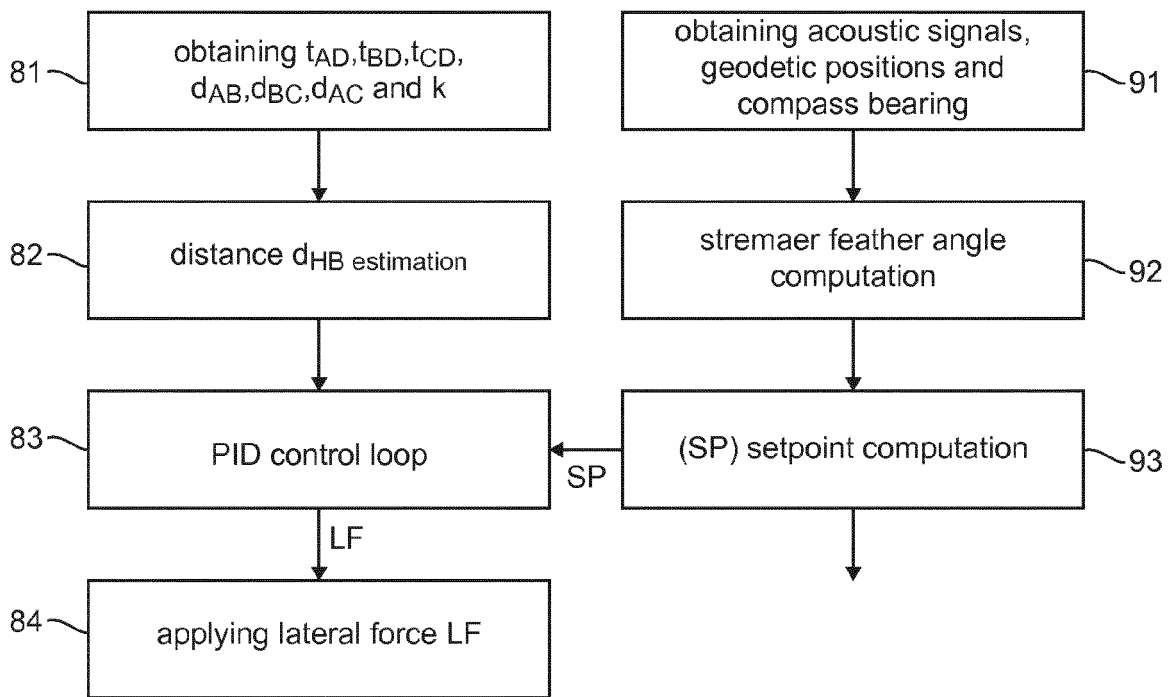 81
obtaining tAD,tBD,tCD,
dAB,dBC,dAC and k
82
distance dHB estimation
83
PID control loop
LF
84
applying lateral force LF
obtaining acoustic signals,
geodetic positions and
compass bearing
91
stremaer feather angle
computation
92
SP
(SP) setpoint computation
93